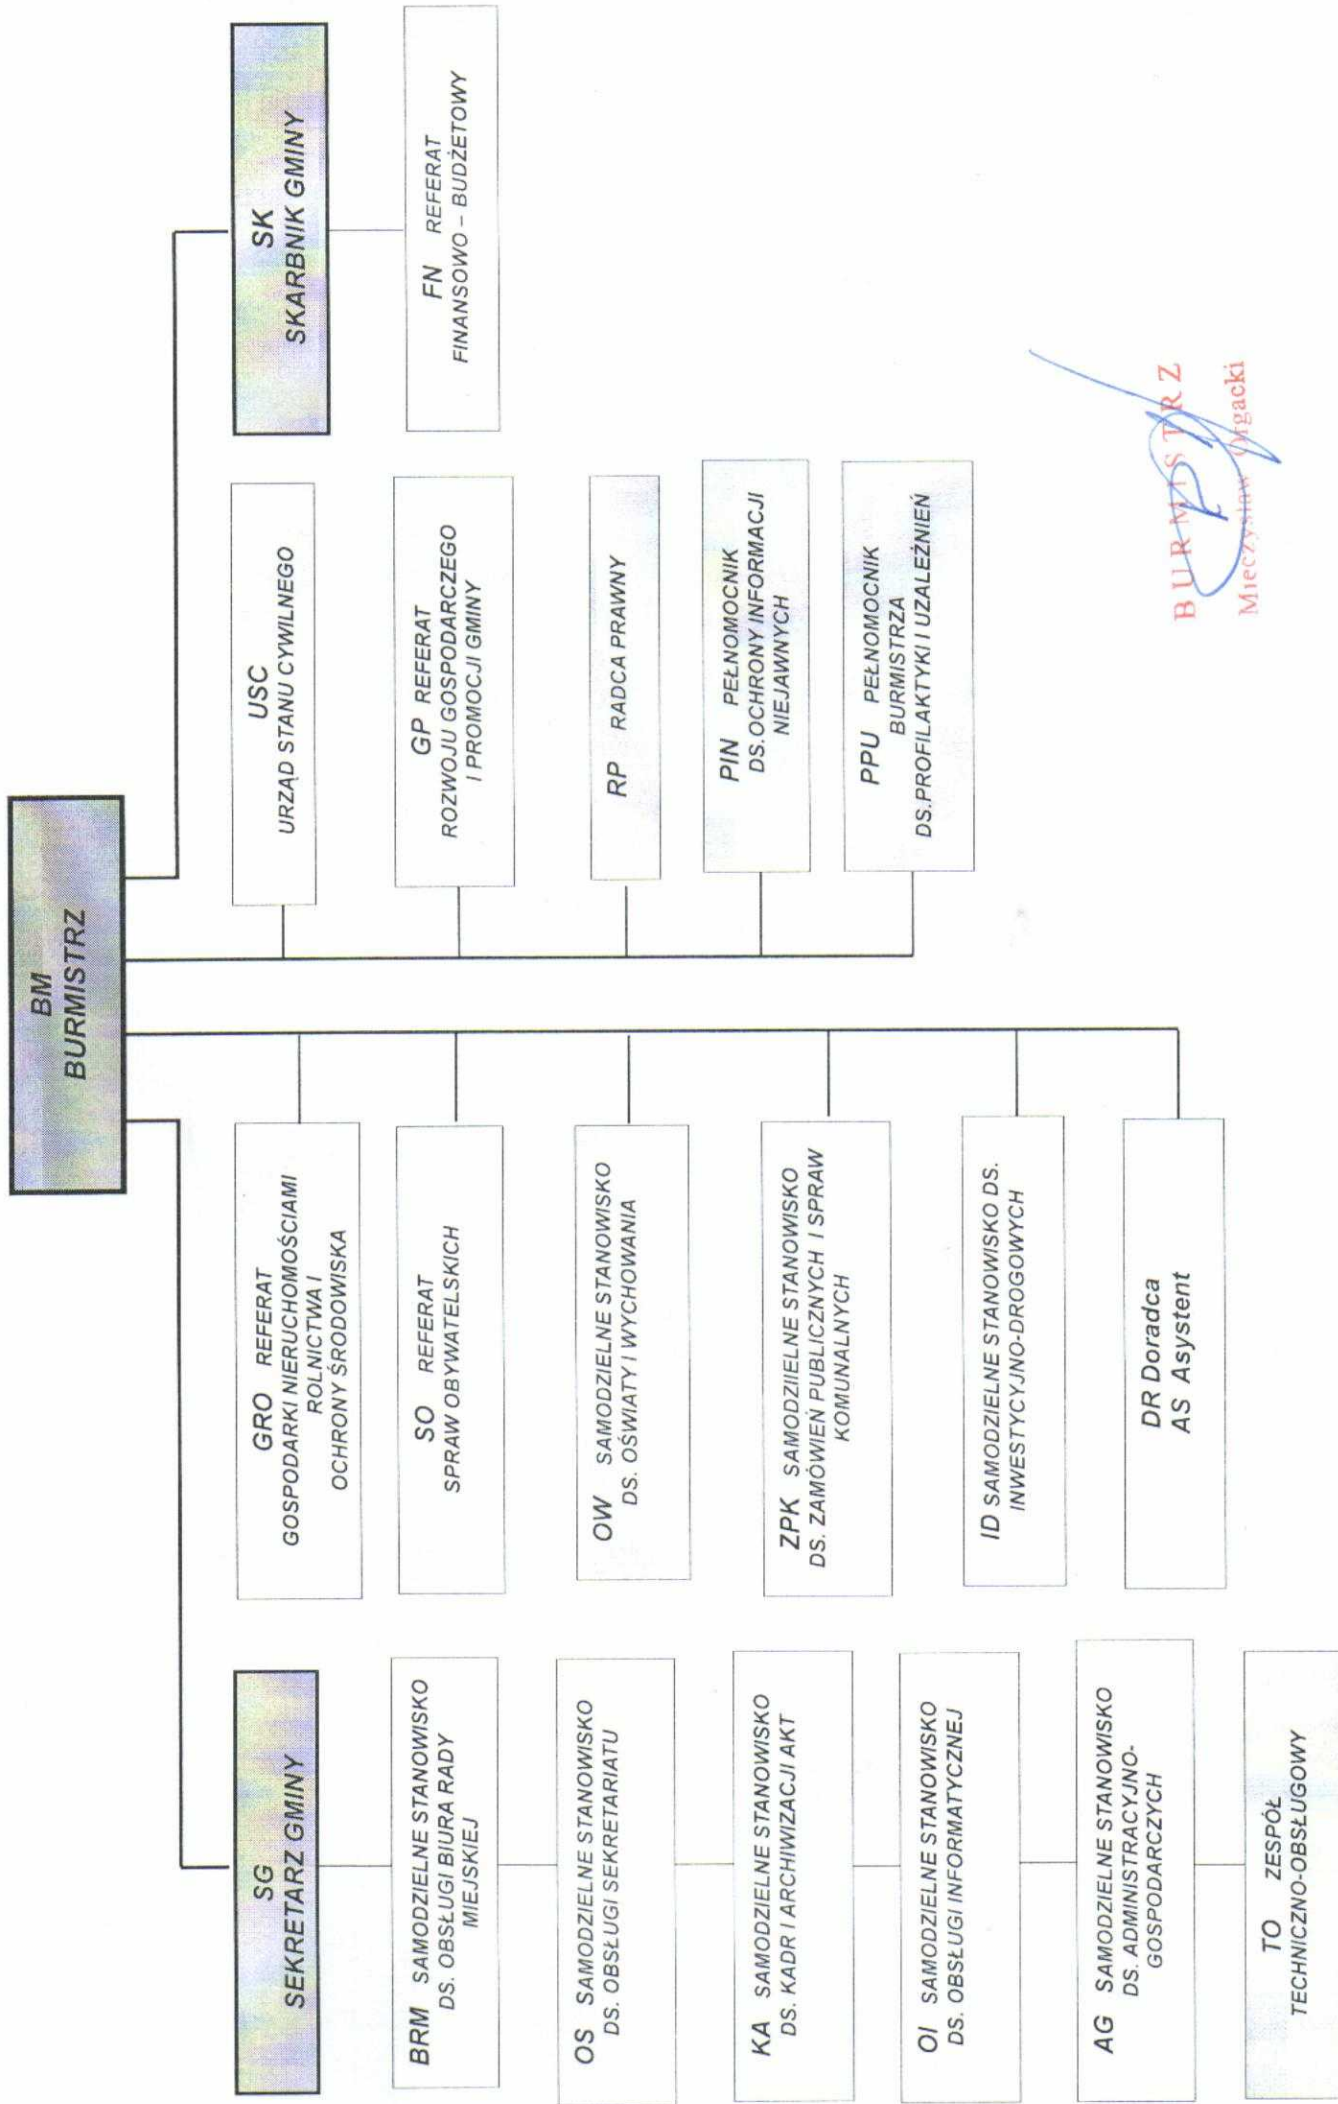 BM
BURMISTRZ
SG
SEKRETARZ GMINY
BRM SAMODZIELNE STANOWISKO
DS. OBSŁUGI BIURA RADY
MIEJSKIEJ
OS SAMODZIELNE STANOWISKO
DS. OBSŁUGI SEKRETARIATU
KA SAMODZIELNE STANOWISKO
DS. KADR I ARCHIWIZACJI AKT
OI SAMODZIELNE STANOWISKO
DS. OBSŁUGI INFORMATYCZNEJ
AG SAMODZIELNE STANOWISKO
DS. ADMINISTRACYJNO-
GOSPODARCZYCH
TO ZESPÓŁ
TECHNICZNO-OBSŁUGOWY
GRO REFERAT
GOSPODARKI NIERUCHOMOŚCIAMI
ROLNICTWA I
OCHRONY ŚRODOWISKA
SO REFERAT
SPRAW OBYWATELSKICH
OW SAMODZIELNE STANOWISKO
DS. OŚWIATY I WYCHOWANIA
ZPK SAMODZIIELNE STANOWISKO
DS. ZAMÓWIEŃ PUBLICZNYCH I SPRAW
KOMUNALNYCH
ID SAMODZIELNE STANOWISKO DS.
INWESTYCYJNO-DROGOWYCH
DR Doradca
AS Asystent
USC
URZĄD STANU CYWILNEGO
GP REFERAT
ROZWOJU GOSPODARCZEGO
I PROMOCJI GMINY
RP RADCA PRAWNY
PIN PEŁNOMOCNIK
DS.OCHRONY INFORMACJI
NIEJAWNYCH
PPU PEŁNOMOCNIK
BURMISTRZA
DS.PROFILAKTYKI I UZALEŻNIEŃ
SK
SKARBNIK GMINY
FN REFERAT
FINANSOWO – BUDŻETOWY
BURMISTRZ
Mieczysław